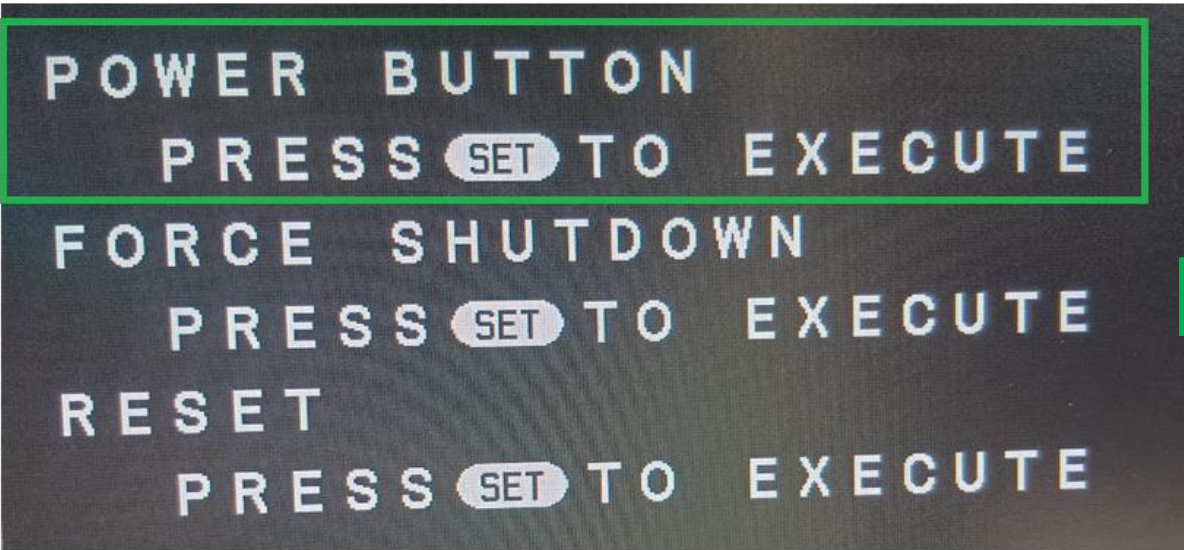 POWER BUTTON
PRESS SET TO EXECUTE
FORCE SHUTDOWN
PRESS SET TO EXECUTE
RESET
PRESS SET TO EXECUTE